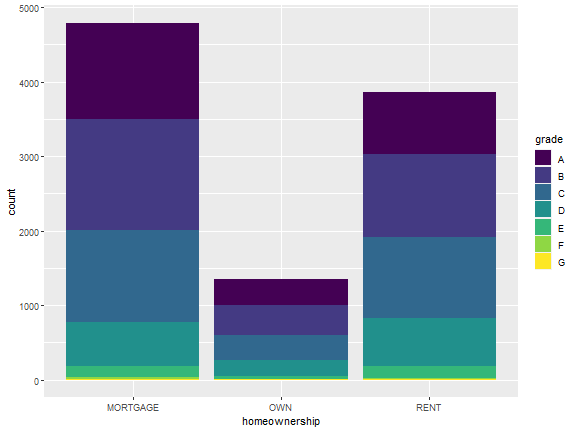 5000
4000
3000
2000
1000
0
count
MORTGAGE
OWN
RENT
homeownership
grade
A
B
C
D
E
F
G